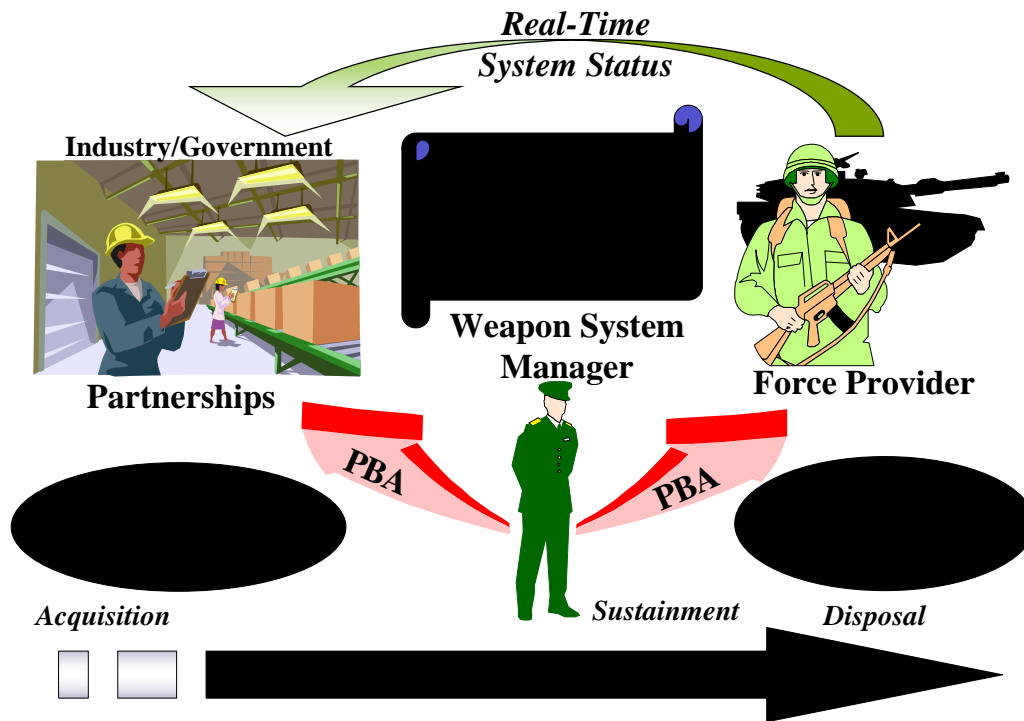 Real-Time
System Status
Industry/Government
Weapon System
Manager
Partnerships
Force Provider
PBA
PBA
Acquisition
Sustainment
Disposal